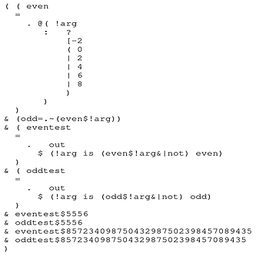 ( ( even
  =
    . @( !arg
       :   ?
           [-2
           ( 0
           | 2
           | 4
           | 6
           | 8
           )
       )
  )
& (odd=.~(even$!arg))
& ( eventest
  =
    .   out
      $ (!arg is (even$!arg&|not) even)
  )
& ( oddtest
  =
    .   out
      $ (!arg is (odd$!arg&|not) odd)
  )
& eventest$5556
& oddtest$5556
& eventest$857234098750432987502398457089435
& oddtest$857234098750432987502398457089435
)